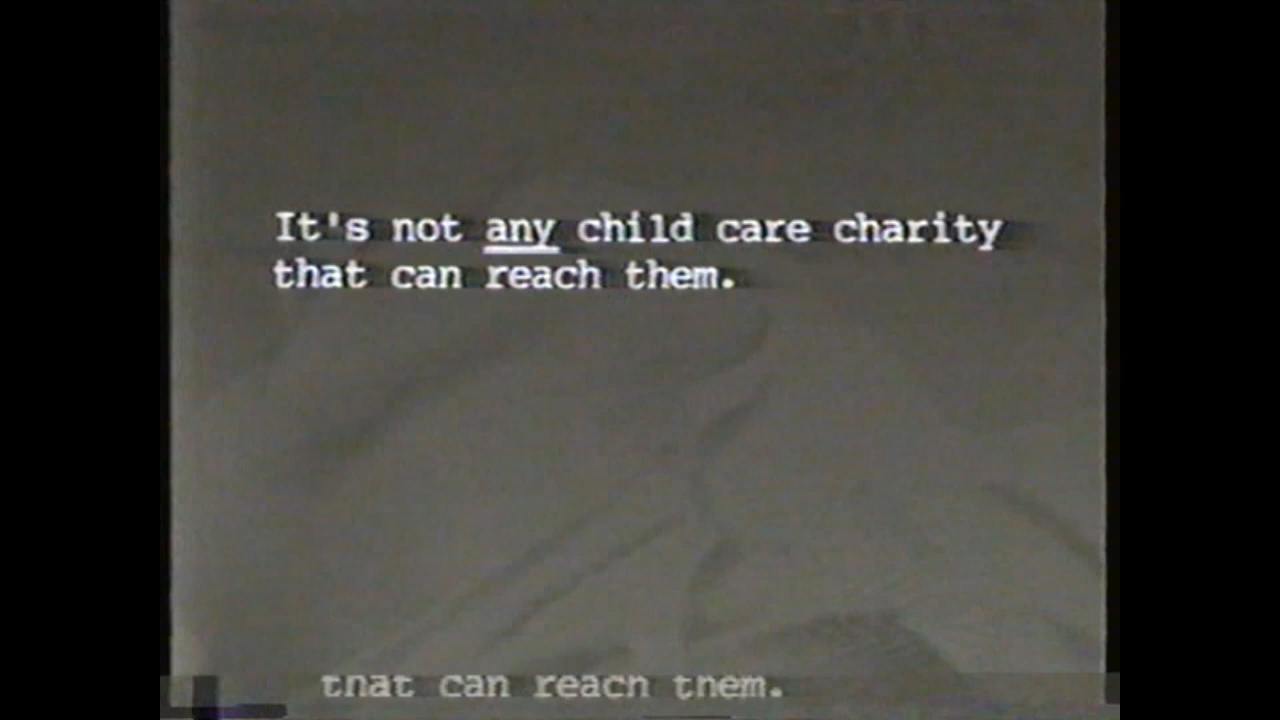 It's not any child care charity
that can reach them.
that can reach them.